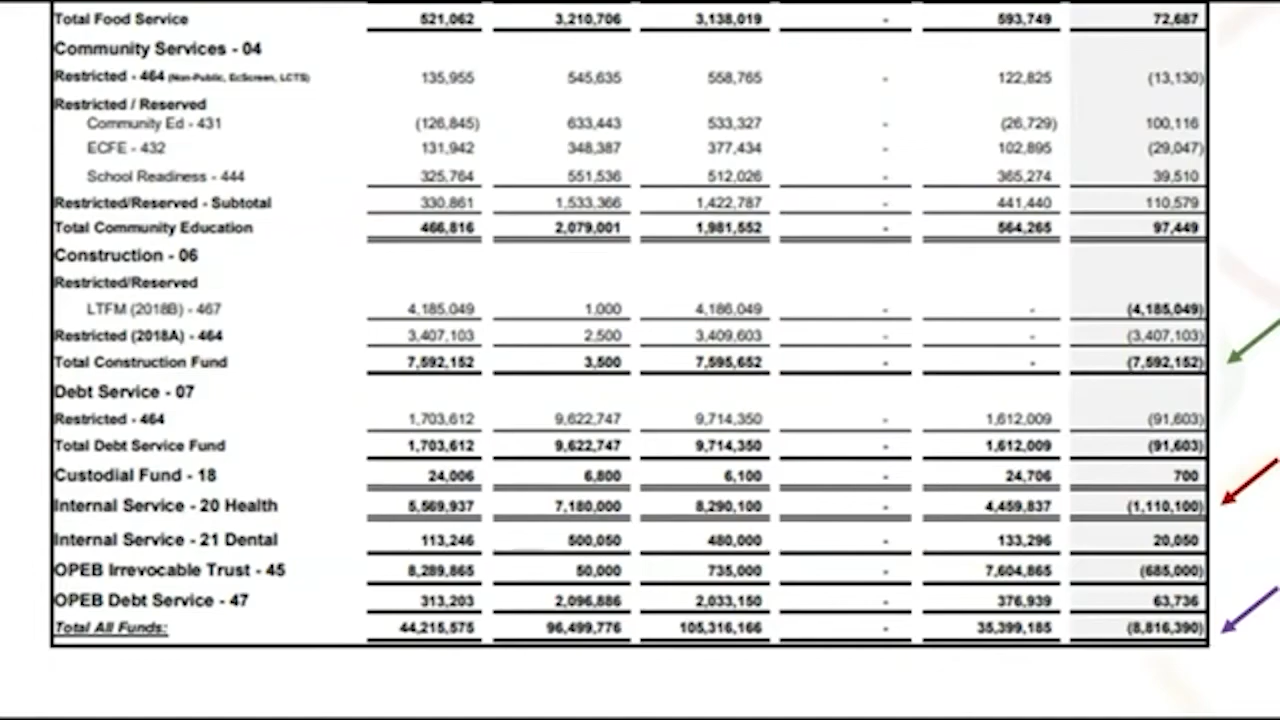 Total Food Service 521,062 3,210,706 3,138,019 - 593,749 72,687
Community Services - 04
Restricted - 464 (Non-Public, EcScreen, LCTS) 135,955 545,635 558,765 - 122,825 (13,130)
Restricted / Reserved
Community Ed - 431 (126,845) 633,443 533,327 - (26,729) 100,116
ECFE - 432 131,942 348,387 377,434 - 102,895 (29,047)
School Readiness - 444 325,764 551,536 512,026 - 365,274 39,510
Restricted/Reserved - Subtotal 330,861 1,533,366 1,422,787 - 441,440 110,579
Total Community Education 466,816 2,079,001 1,981,552 - 564,265 97,449
Construction - 06
Restricted/Reserved
LTFM (2018B) - 467 4,185,049 1,000 4,186,049 - - (4,185,049)
Restricted (2018A) - 464 3,407,103 2,500 3,409,603 - - (3,407,103)
Total Construction Fund 7,592,152 3,500 7,595,652 - - (7,592,152)
Debt Service - 07
Restricted - 464 1,703,612 9,622,747 9,714,350 - 1,612,009 (91,603)
Total Debt Service Fund 1,703,612 9,622,747 9,714,350 - 1,612,009 (91,603)
Custodial Fund - 18 24,006 6,800 6,100 - 24,706 700
Internal Service - 20 Health 5,569,937 7,180,000 8,290,100 - 4,459,837 (1,110,100)
Internal Service - 21 Dental 113,246 500,050 480,000 - 133,296 20,050
OPEB Irrevocable Trust - 45 8,289,865 50,000 735,000 - 7,604,865 (685,000)
OPEB Debt Service - 47 313,203 2,096,886 2,033,150 - 376,939 63,736
Total All Funds: 44,215,575 96,499,776 105,316,166 - 35,399,185 (8,816,390)